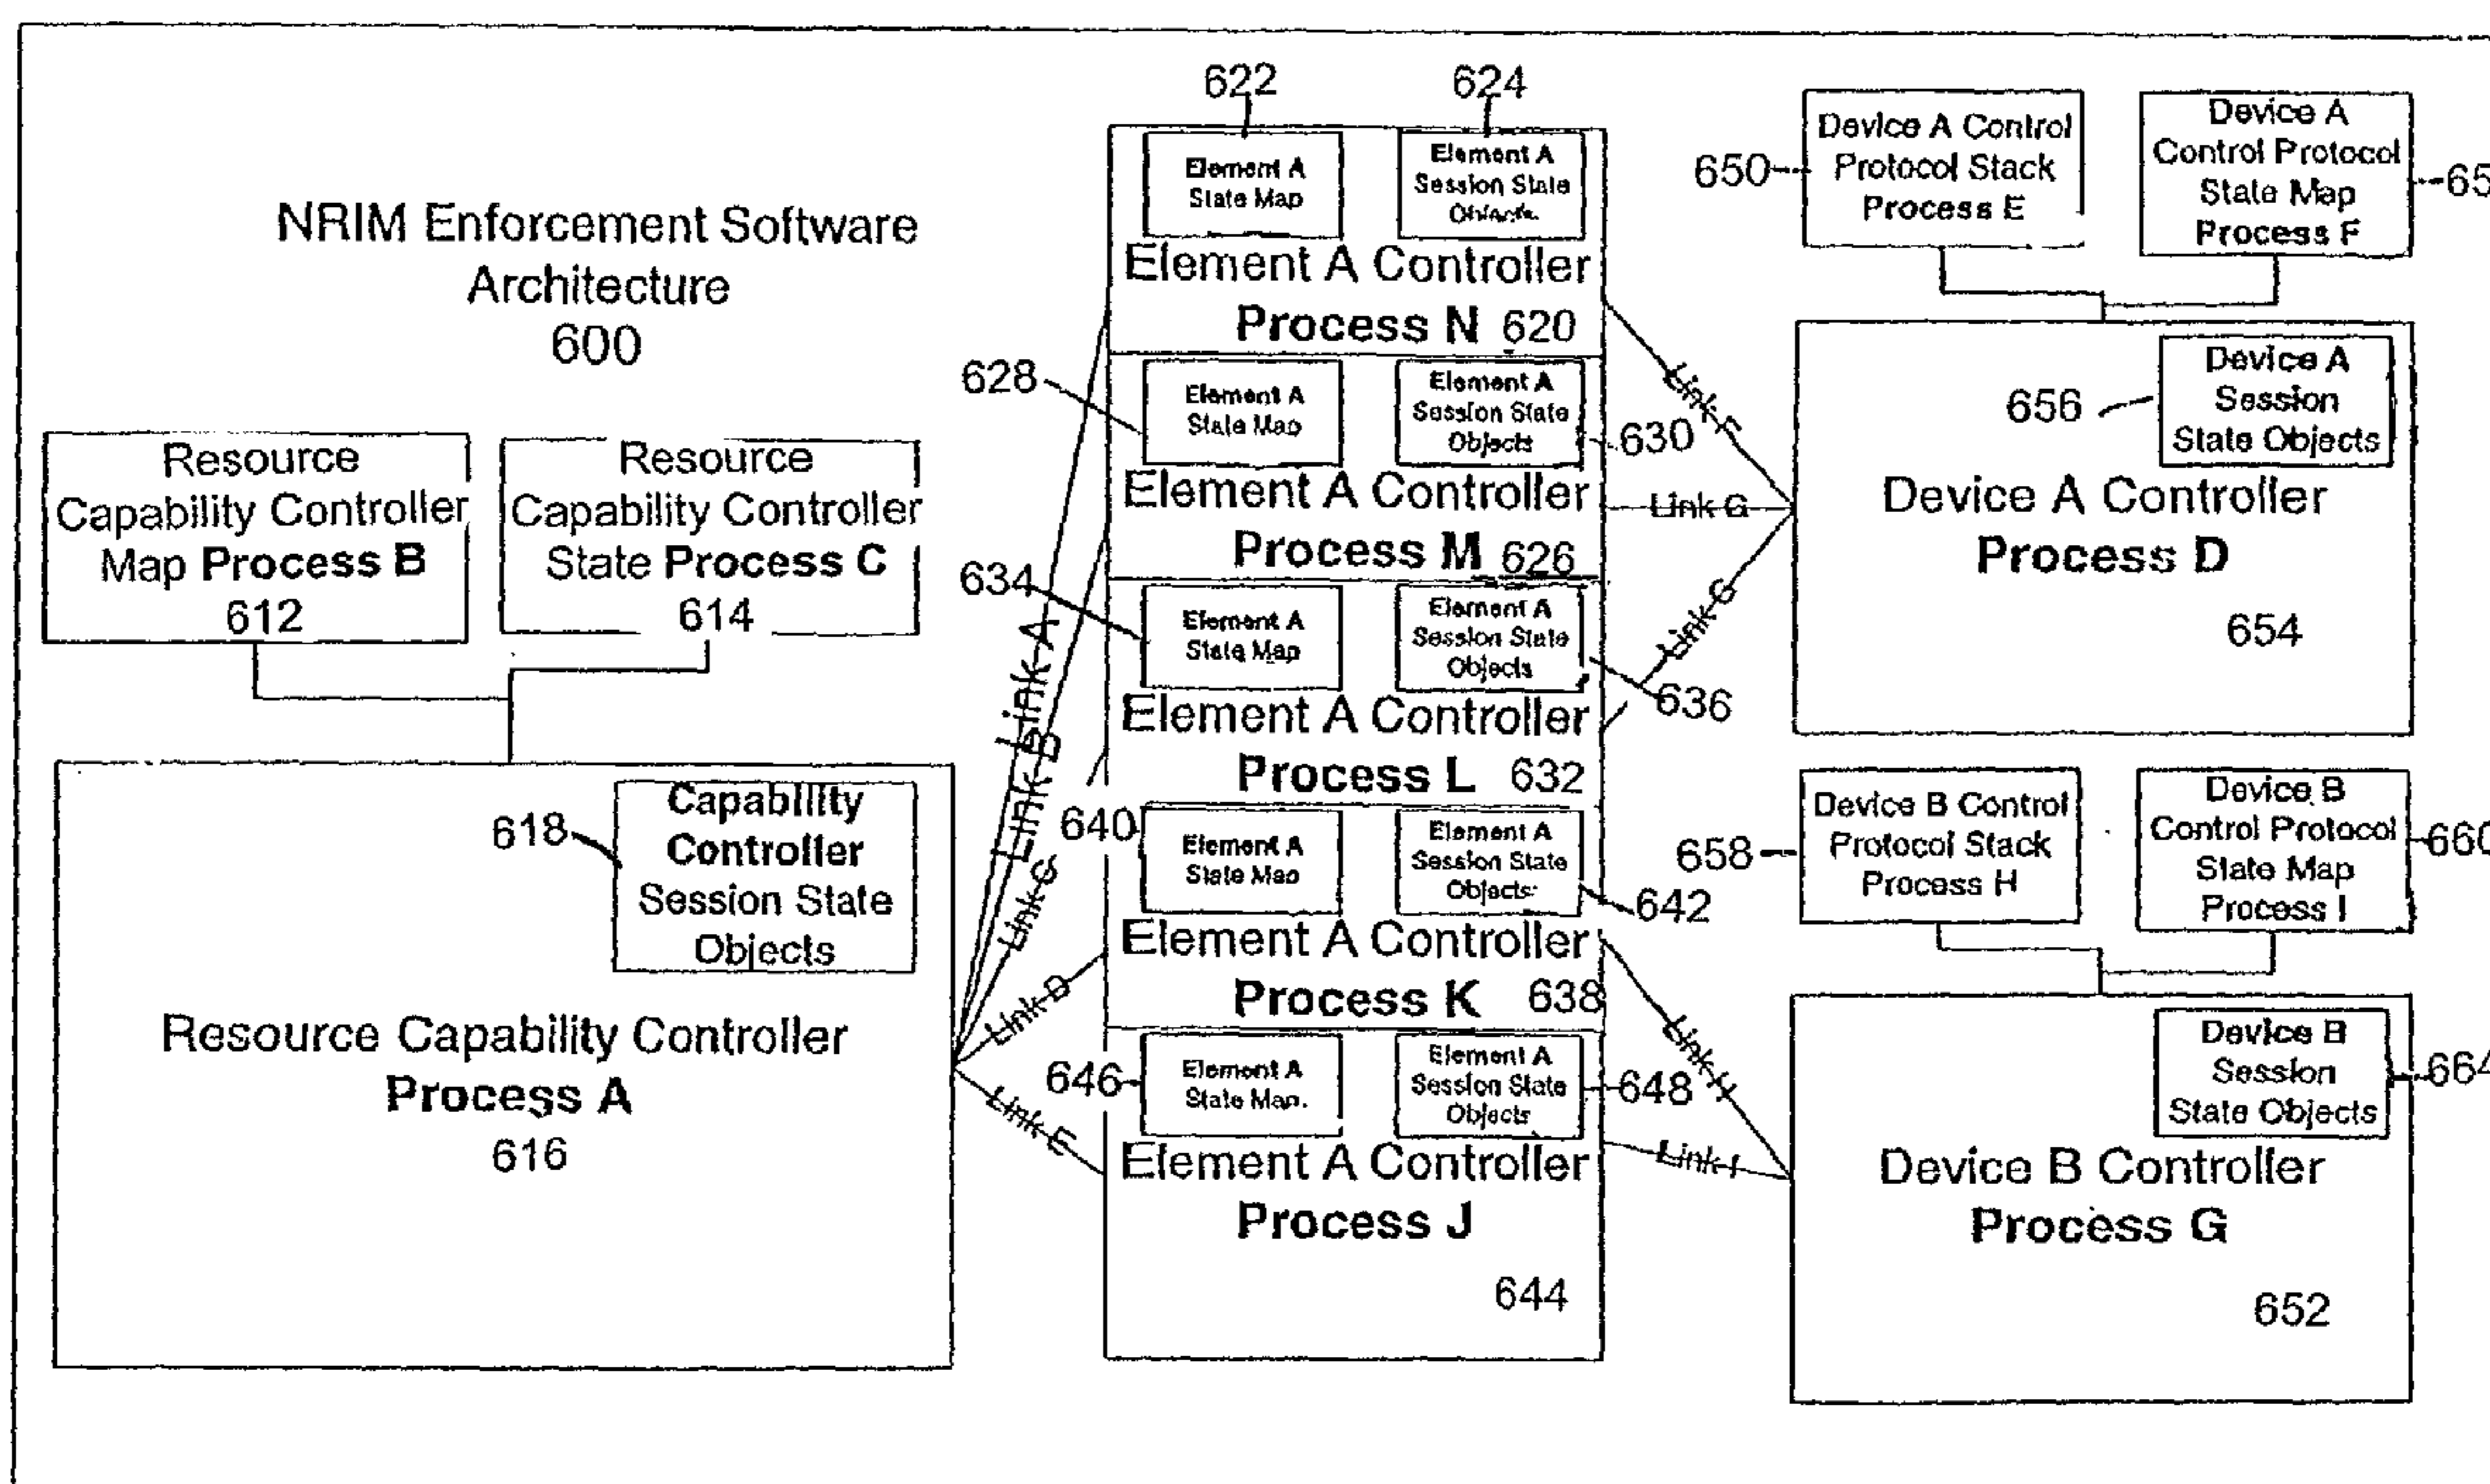 NRIM Enforcement Software
Architecture
600
Resource
Capability Controller
Map Process B
612
Resource
Capability Controller
State Process C
614
618
Capability
Controller
Session State
Objects
Resource Capability Controller
Process A
616
Link A
Link B
Link C
Link D
Link E
622
624
Element A
State Map
Element A
Session State
Objects
Element A Controller
Process N 620
628
Element A
State Map
Element A
Session State
Objects
630
Element A Controller
Process M 626
634
Element A
State Map
Element A
Session State
Objects
636
Element A Controller
Process L 632
640
Element A
State Map
Element A
Session State
Objects
642
Element A Controller
Process K 638
646
Element A
State Map
Element A
Session State
Objects
648
Element A Controller
Process J
644
Link F
Link G
Link G
Link H
Link I
650
Device A Control
Protocol Stack
Process E
Device A
Control Protocol
State Map
Process F
656
Device A
Session
State Objects
Device A Controller
Process D
654
658
Device B Control
Protocol Stack
Process H
Device B
Control Protocol
State Map
Process I
660
Device B
Session
State Objects
664
Device B Controller
Process G
652